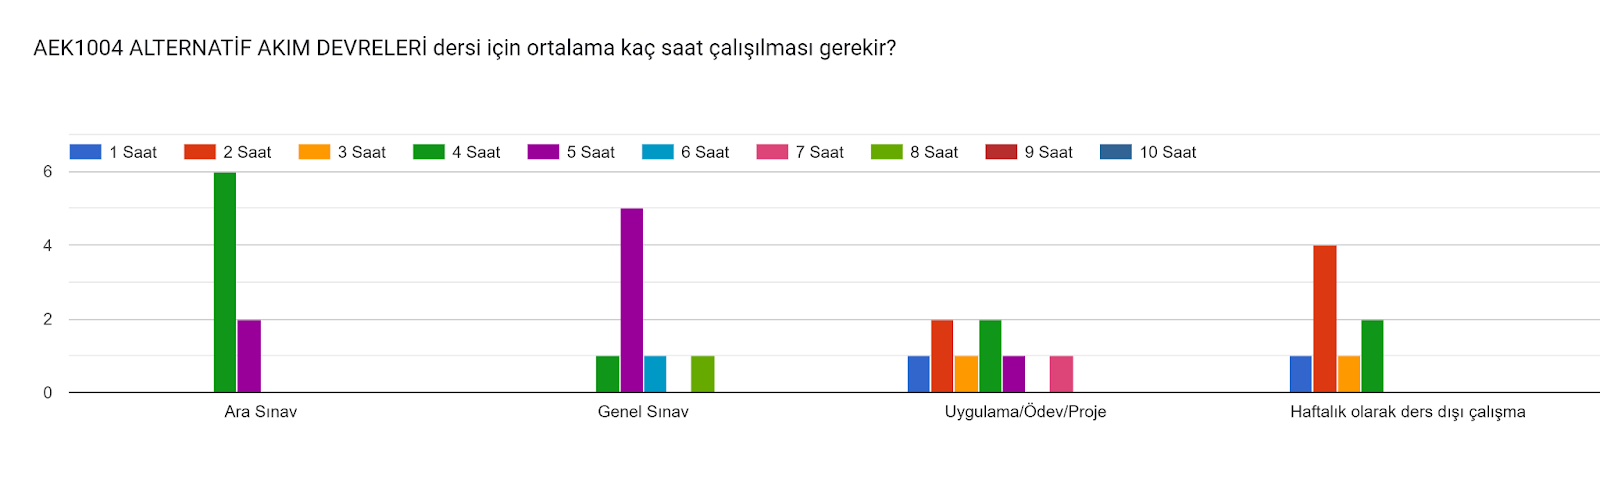 AEK1004 ALTERNATİF AKIM DEVRELERİ dersi için ortalama kaç saat çalışılması gerekir?
1 Saat 2 Saat 3 Saat 4 Saat 5 Saat 6 Saat 7 Saat 8 Saat 9 Saat 10 Saat
6
4
2
0
Ara Sınav Genel Sınav Uygulama/Ödev/Proje Haftalık olarak ders dışı çalışma